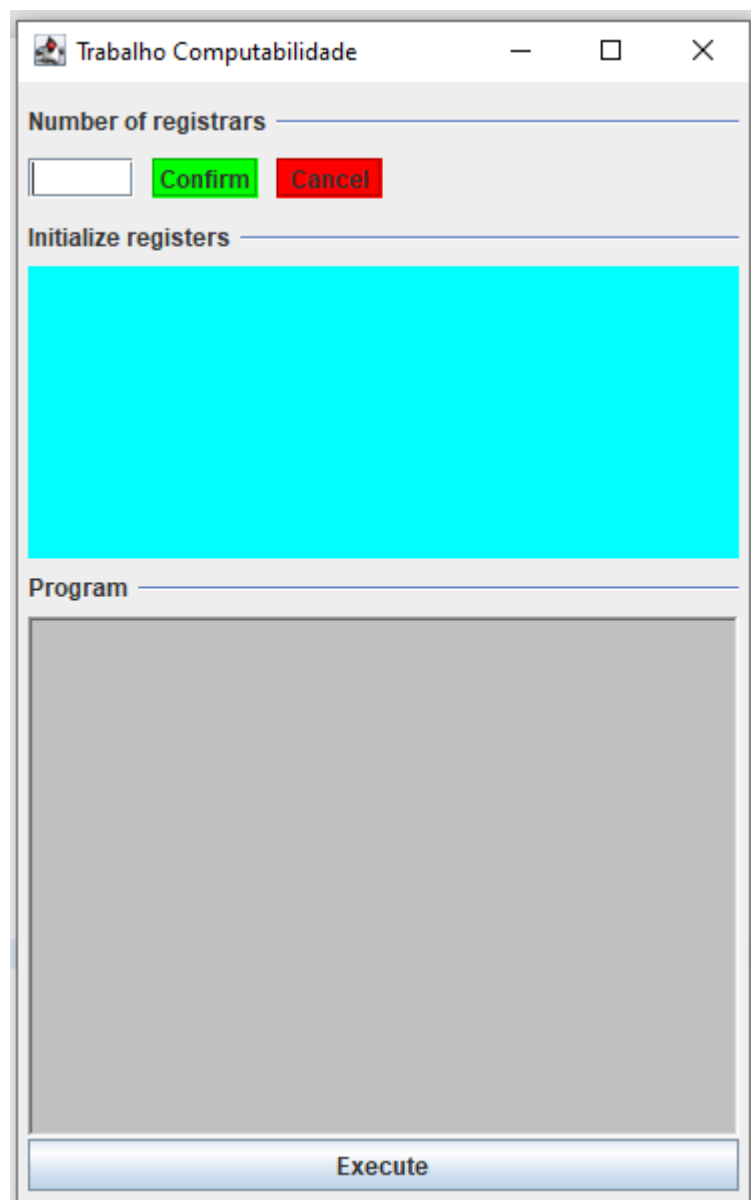 Trabalho Computabilidade
Number of registrars
Confirm Cancel
Initialize registers
Program
Execute